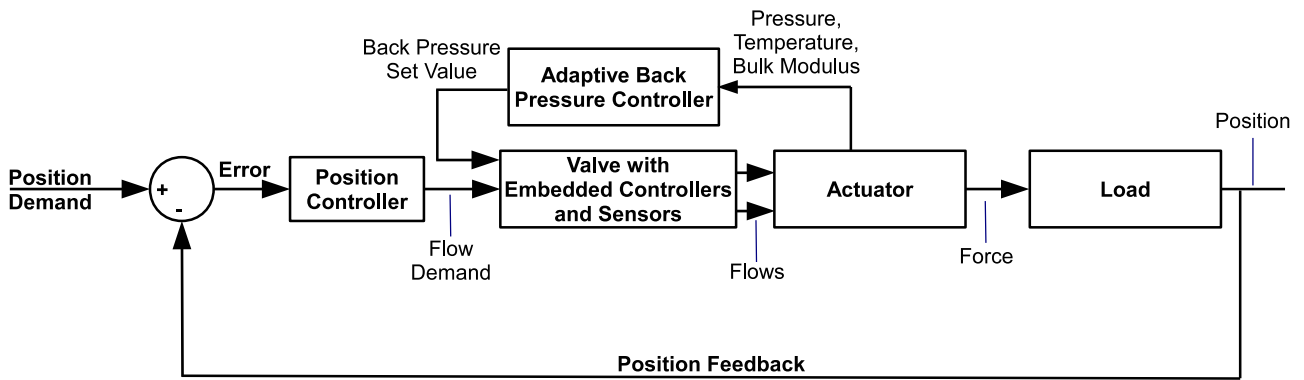 Back Pressure
Set Value
Adaptive Back
Pressure Controller
Pressure,
Temperature,
Bulk Modulus
Position
Demand
+
-
Error
Position
Controller
Flow
Demand
Valve with
Embedded Controllers
and Sensors
Flows
Actuator
Force
Load
Position
Position Feedback